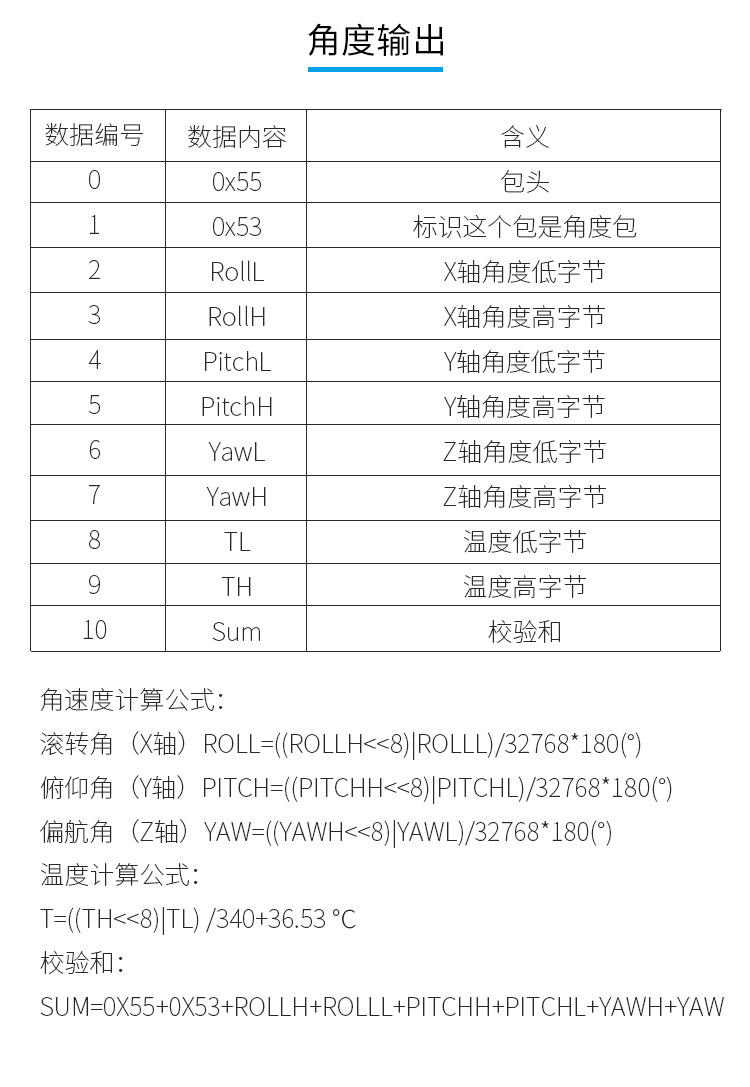 角度输出
数据编号 数据内容 含义
0 0x55 包头
1 0x53 标识这个包是角度包
2 RollL X轴角度低字节
3 RollH X轴角度高字节
4 PitchL Y轴角度低字节
5 PitchH Y轴角度高字节
6 YawL Z轴角度低字节
7 YawH Z轴角度高字节
8 TL 温度低字节
9 TH 温度高字节
10 Sum 校验和
角速度计算公式：
滚转角（X轴）ROLL=((ROLLH<<8)|ROLLL)/32768*180(°)
俯仰角（Y轴）PITCH=((PITCHH<<8)|PITCHL)/32768*180(°)
偏航角（Z轴）YAW=((YAWH<<8)|YAWL)/32768*180(°)
温度计算公式：
T=((TH<<8)|TL) /340+36.53 ℃
校验和：
SUM=0X55+0X53+ROLLH+ROLLL+PITCHH+PITCHL+YAWH+YAW